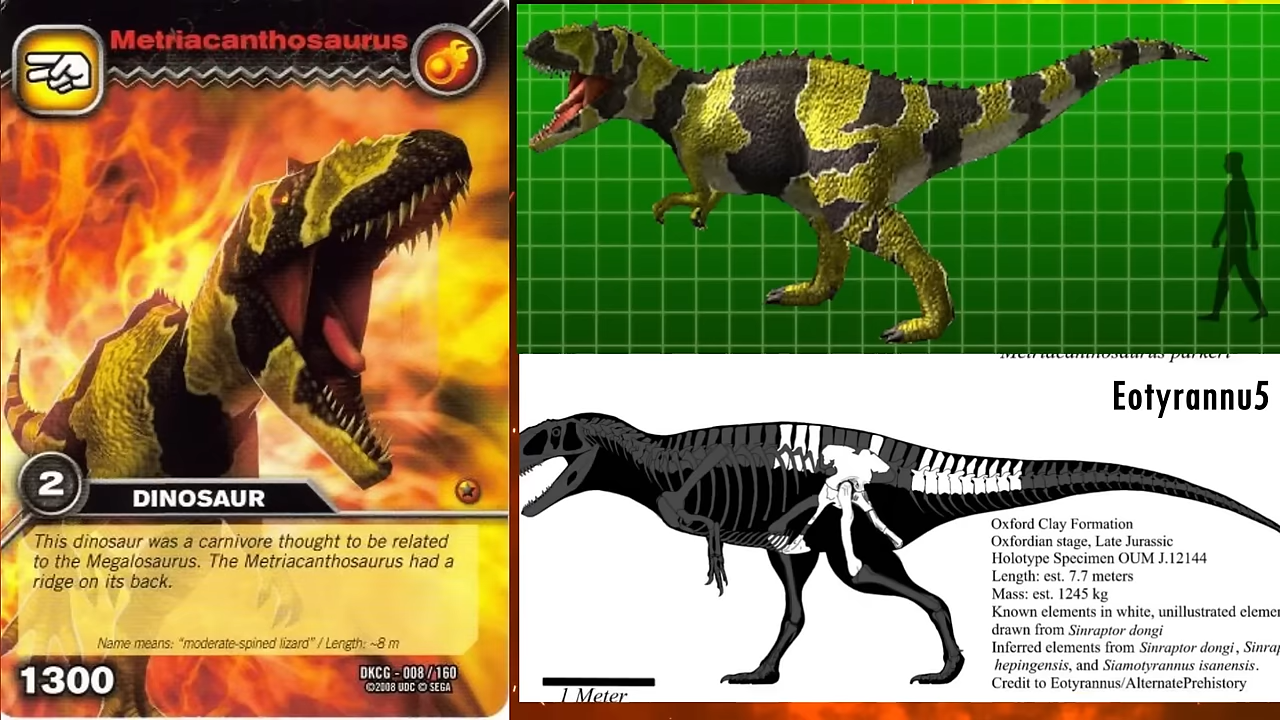 Metriacanthosaurus
2
DINOSAUR
This dinosaur was a carnivore thought to be related
to the Megalosaurus. The Metriacanthosaurus had a
ridge on its back.
Name means: "moderate-spined lizard" / Length: ~8 m
1300
DKCG - 008/160
©2008 UDC © SEGA
Metriacanthosaurus parkeri
Eotyrannu5
Oxford Clay Formation
Oxfordian stage, Late Jurassic
Holotype Specimen OUM J.12144
Length: est. 7.7 meters
Mass: est. 1245 kg
Known elements in white, unillustrated
drawn from Sinraptor dongi
Inferred elements from Sinraptor dongi,
hepingensis, and Siamotyrannus isanensis.
Credit to Eotyrannus/AlternatePrehistory
1 Meter